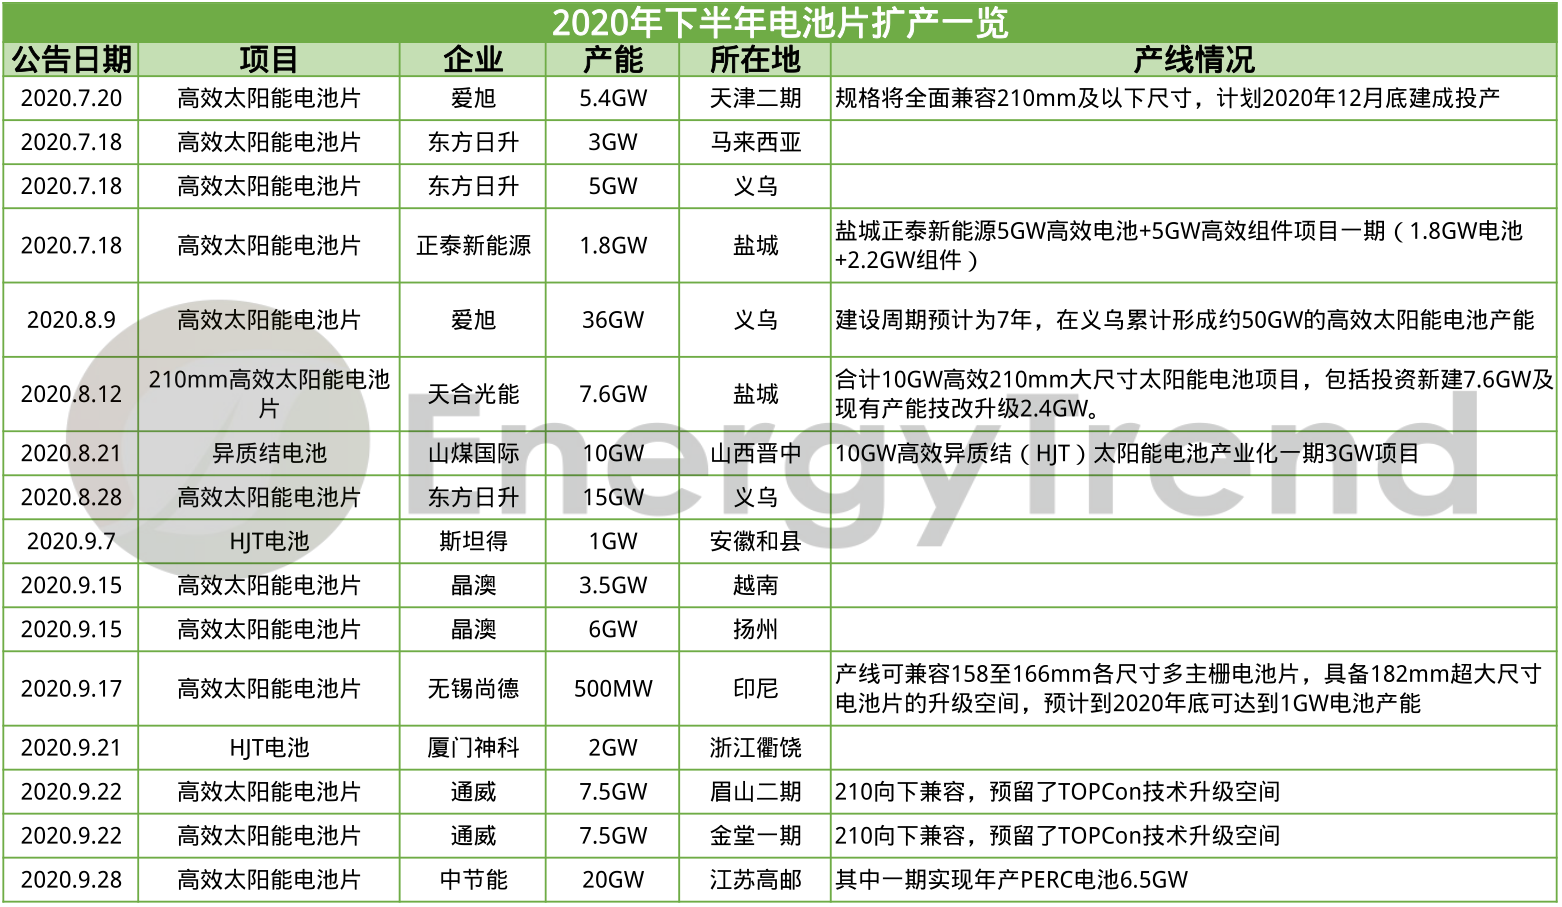 2020年下半年电池片扩产一览
公告日期 项目 企业 产能 所在地 产线情况
2020.7.20 高效太阳能电池片 爱旭 5.4GW 天津二期 规格将全面兼容210mm及以下尺寸，计划2020年12月底建成投产
2020.7.18 高效太阳能电池片 东方日升 3GW 马来西亚
2020.7.18 高效太阳能电池片 东方日升 5GW 义乌
2020.7.18 高效太阳能电池片 正泰新能源 1.8GW 盐城 盐城正泰新能源5GW高效电池+5GW高效组件项目一期（1.8GW电池
+2.2GW组件）
2020.8.9 高效太阳能电池片 爱旭 36GW 义乌 建设周期预计为7年，在义乌累计形成约50GW的高效太阳能电池产能
2020.8.12 210mm高效太阳能电池
片 天合光能 7.6GW 盐城 合计10GW高效210mm大尺寸太阳能电池项目，包括投资新建7.6GW及
现有产能技改升级2.4GW。
2020.8.21 异质结电池 山煤国际 10GW 山西晋中 10GW高效异质结（HJT）太阳能电池产业化一期3GW项目
2020.8.28 高效太阳能电池片 东方日升 15GW 义乌
2020.9.7 HJT电池 斯坦得 1GW 安徽和县
2020.9.15 高效太阳能电池片 晶澳 3.5GW 越南
2020.9.15 高效太阳能电池片 晶澳 6GW 扬州
2020.9.17 高效太阳能电池片 无锡尚德 500MW 印尼 产线可兼容158至166mm各尺寸多主栅电池片，具备182mm超大尺寸
电池片的升级空间，预计到2020年底可达到1GW电池产能
2020.9.21 HJT电池 厦门神科 2GW 浙江衢饶
2020.9.22 高效太阳能电池片 通威 7.5GW 眉山二期 210向下兼容，预留了TOPCon技术升级空间
2020.9.22 高效太阳能电池片 通威 7.5GW 金堂一期 210向下兼容，预留了TOPCon技术升级空间
2020.9.28 高效太阳能电池片 中节能 20GW 江苏高邮 其中一期实现年产PERC电池6.5GW
EnergyTrend